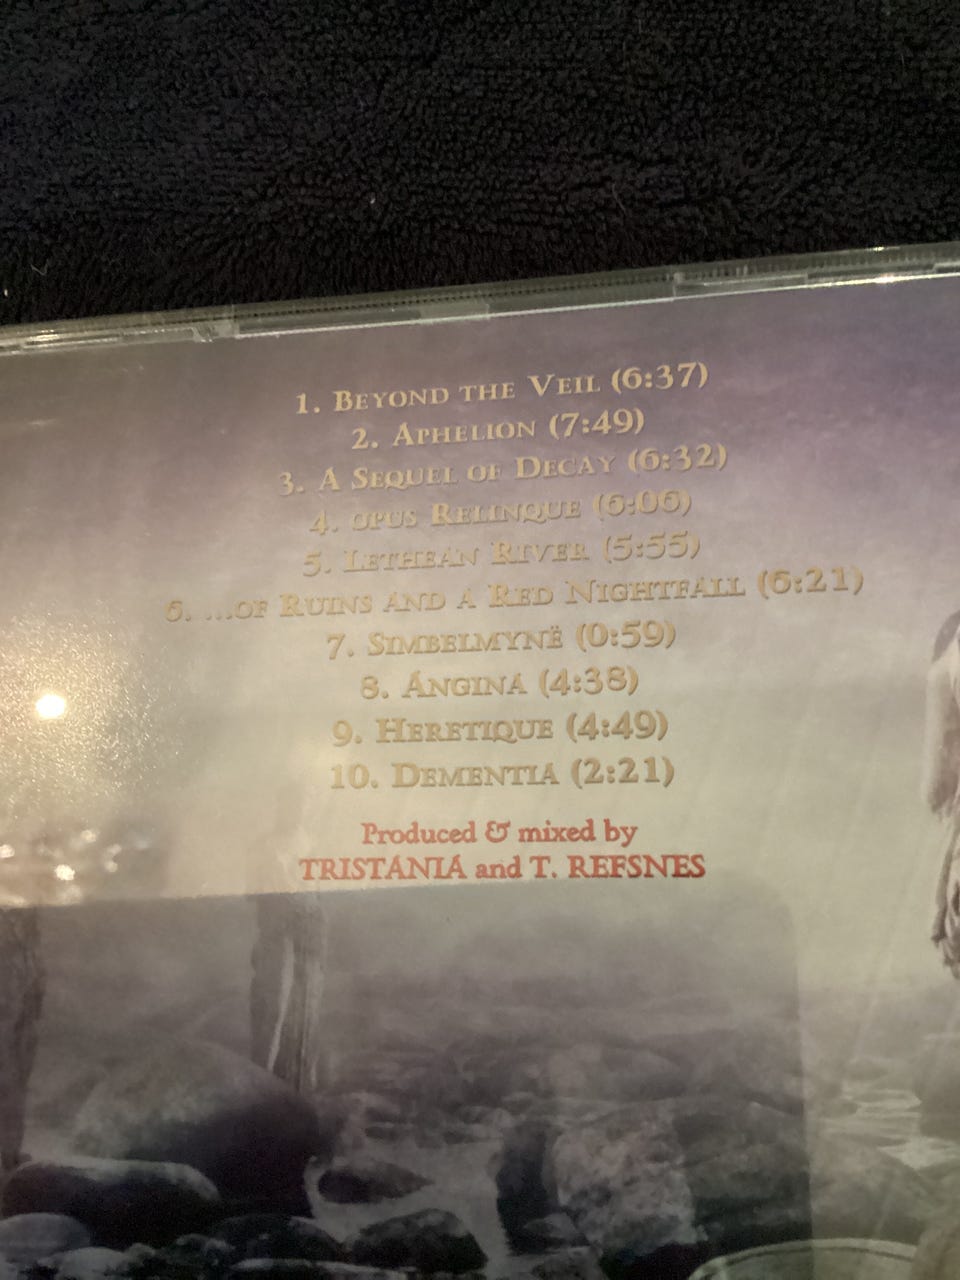 1. BEYOND THE VEIL (6:37)
2. APHELION (7:49)
3. A SEQUEL OF DECAY (6:32)
4. OPUS RELINQUE (6:06)
5. LETHEAN RIVER (5:55)
6. ...OF RUINS AND A RED NIGHTFALL (6:21)
7. SIMBELMYNË (0:59)
8. ANGINA (4:38)
9. HERETIQUE (4:49)
10. DEMENTIA (2:21)
Produced & mixed by
TRISTANIA and T. REFSNES